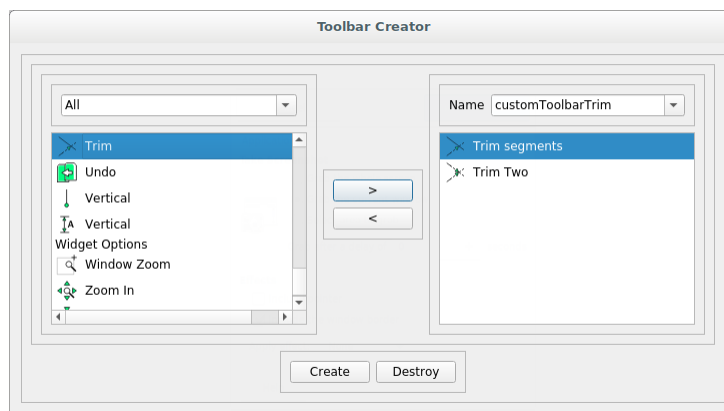 Toolbar Creator
All
Trim
Undo
Vertical
Vertical
Widget Options
Window Zoom
Zoom In
>
<
Name customToolbarTrim
Trim segments
Trim Two
Create Destroy